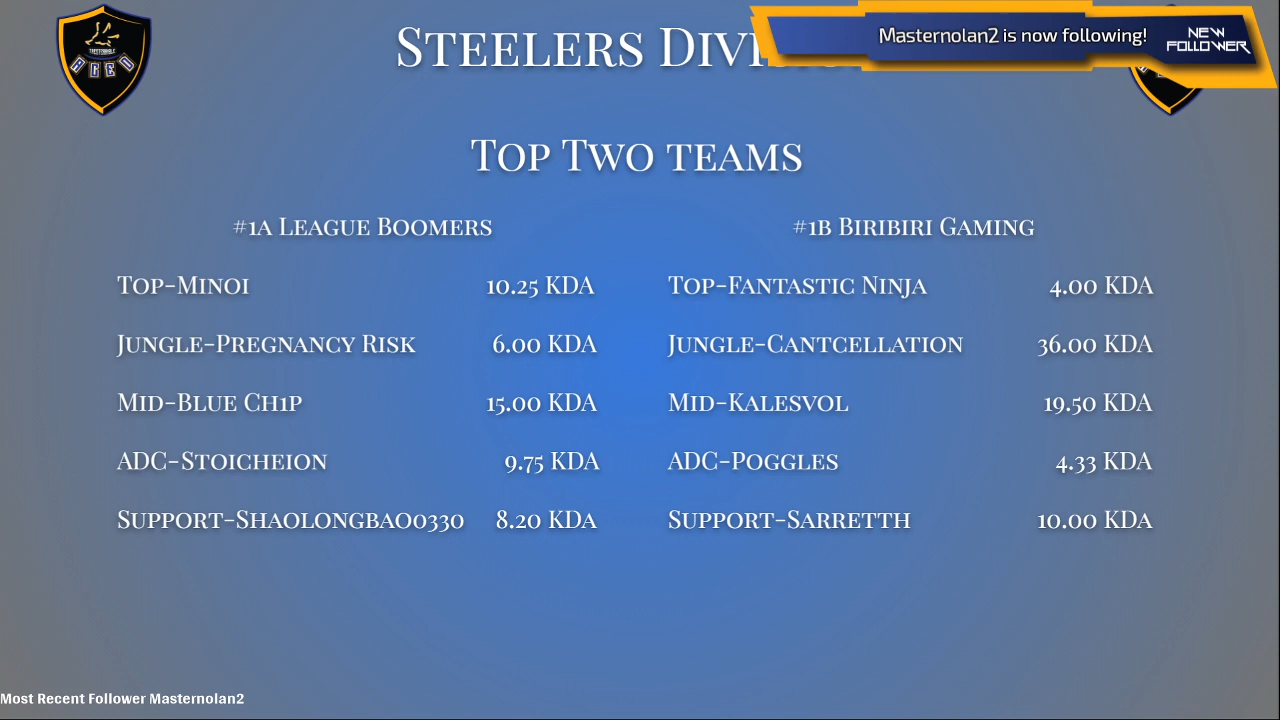 Steelers
Masternolan2 is now following!
NEW
FOLLOWER
Top Two teams
#1A League Boomers
#1B Biribiri Gaming
Top-Minoi 10.25 KDA
Top-Fantastic Ninja 4.00 KDA
Jungle-Pregnancy Risk 6.00 KDA
Jungle-Cantcellation 36.00 KDA
Mid-Blue Ch1p 15.00 KDA
Mid-Kalesvol 19.50 KDA
ADC-Stoicheion 9.75 KDA
ADC-Poggles 4.33 KDA
Support-Shaolongbao0330 8.20 KDA
Support-Sarretth 10.00 KDA
Most Recent Follower Masternolan2